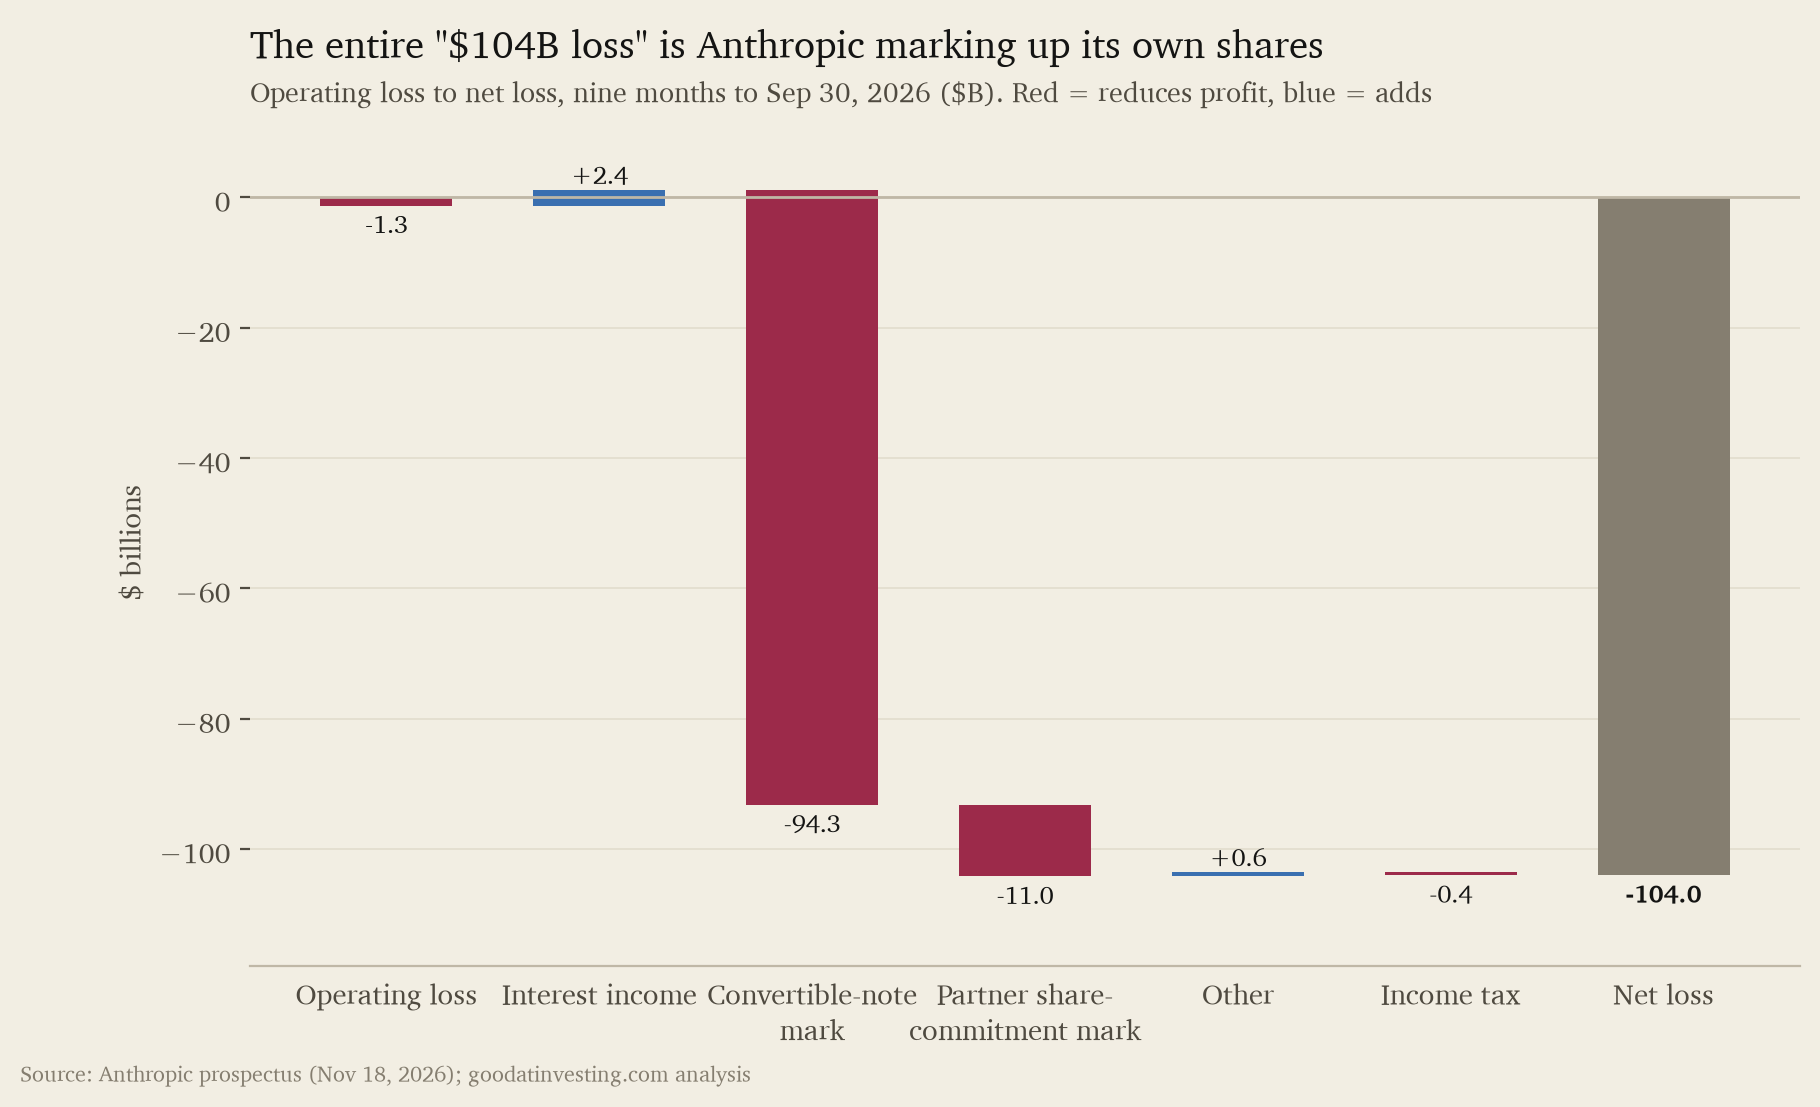 The entire "$104B loss" is Anthropic marking up its own shares
Operating loss to net loss, nine months to Sep 30, 2026 ($B). Red = reduces profit, blue = adds
$ billions
0
−20
−40
−60
−80
−100
-1.3
+2.4
-94.3
-11.0
+0.6
-0.4
-104.0
Operating loss
Interest income
Convertible-note
mark
Partner share-
commitment mark
Other
Income tax
Net loss
Source: Anthropic prospectus (Nov 18, 2026); goodatinvesting.com analysis